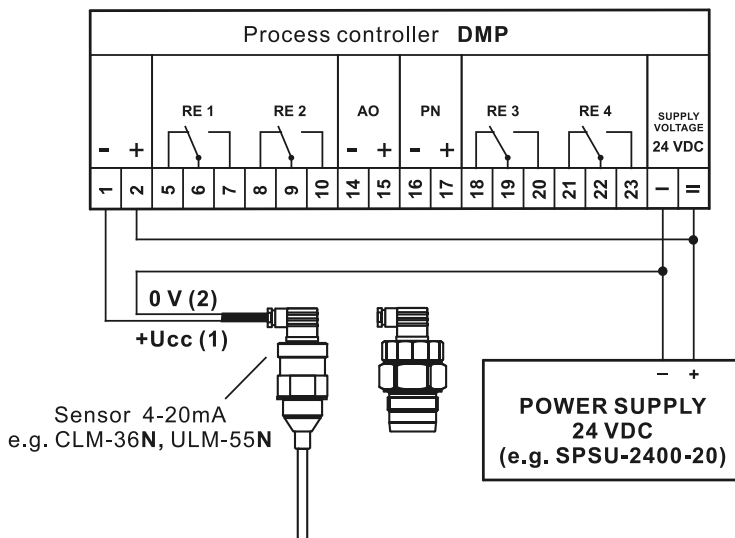 Process controller DMP
RE 1
RE 2
AO
PN
RE 3
RE 4
SUPPLY
VOLTAGE
24 VDC
- +
- +
- +
1 2 5 6 7 8 9 10 14 15 16 17 18 19 20 21 22 23 I II
0 V (2)
+Ucc (1)
Sensor 4-20mA
e.g. CLM-36N, ULM-55N
− +
POWER SUPPLY
24 VDC
(e.g. SPSU-2400-20)